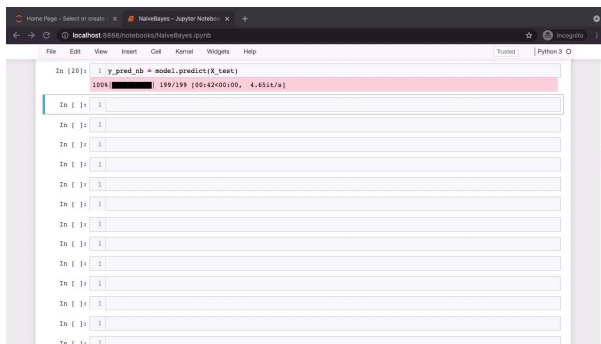 Home Page - Select or create
NaiveBayes - Jupyter Notebook
localhost:8888/notebooks/NaiveBayes.ipynb
Incognito
File Edit View Insert Cell Kernel Widgets Help
Trusted
Python 3
In [20]: 1 y_pred_nb = model.predict(X_test)
100%| 199/199 [00:42<00:00, 4.65it/s]
In [ ]: 1
In [ ]: 1
In [ ]: 1
In [ ]: 1
In [ ]: 1
In [ ]: 1
In [ ]: 1
In [ ]: 1
In [ ]: 1
In [ ]: 1
In [ ]: 1
In [ ]: 1
In [ ]: 1